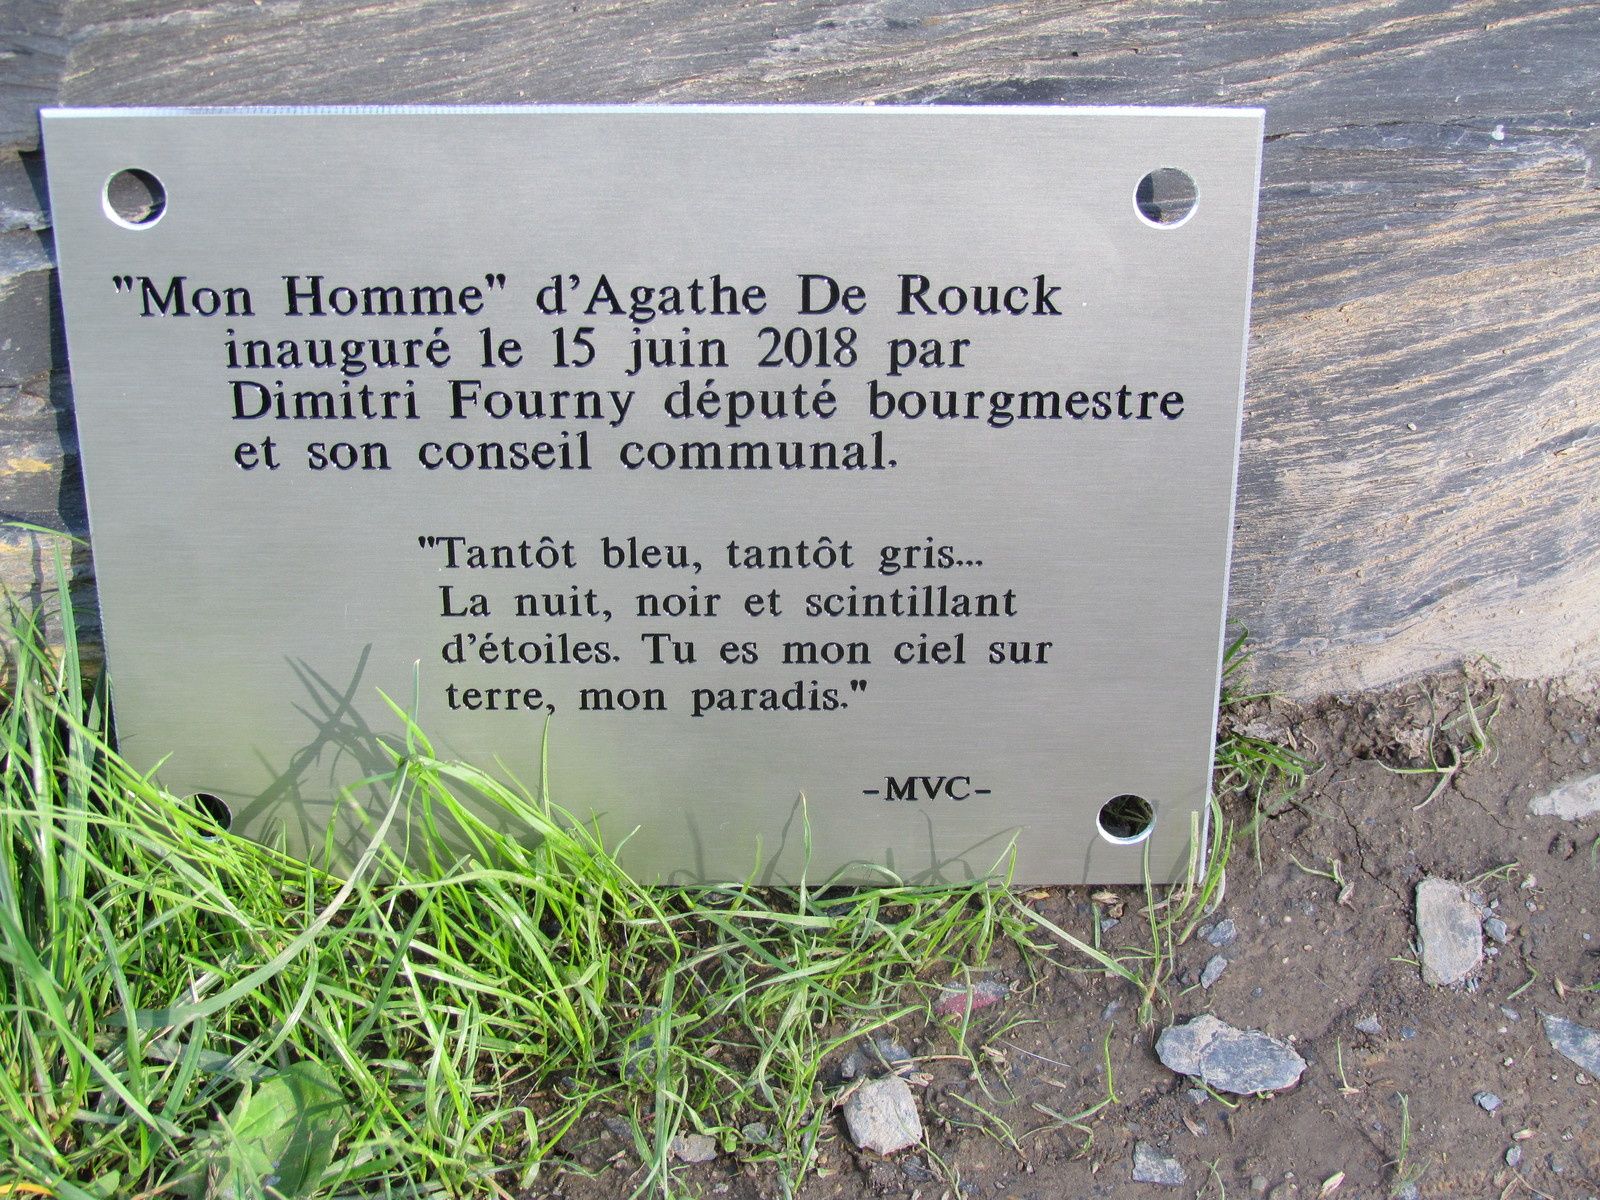 "Mon Homme" d'Agathe De Rouck
inauguré le 15 juin 2018 par
Dimitri Fourny député bourgmestre
et son conseil communal.
"Tantôt bleu, tantôt gris...
La nuit, noir et scintillant
d'étoiles. Tu es mon ciel sur
terre, mon paradis."
-MVC-